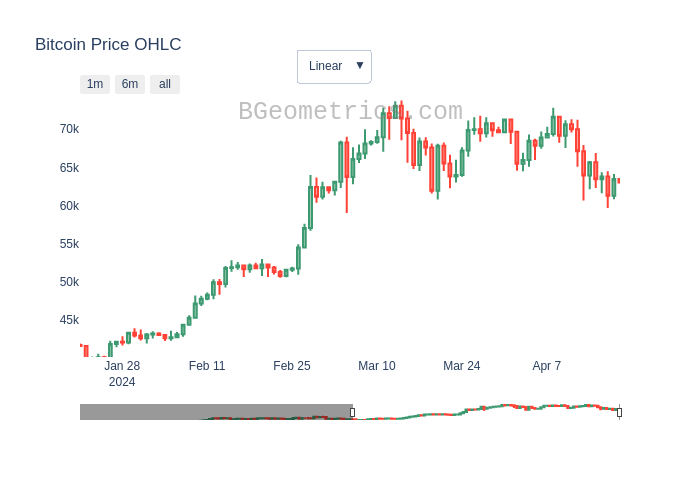 Bitcoin Price OHLC
Linear ▼
1m 6m all
BGeometrics.com
70k
65k
60k
55k
50k
45k
Jan 28 Feb 11 Feb 25 Mar 10 Mar 24 Apr 7
2024